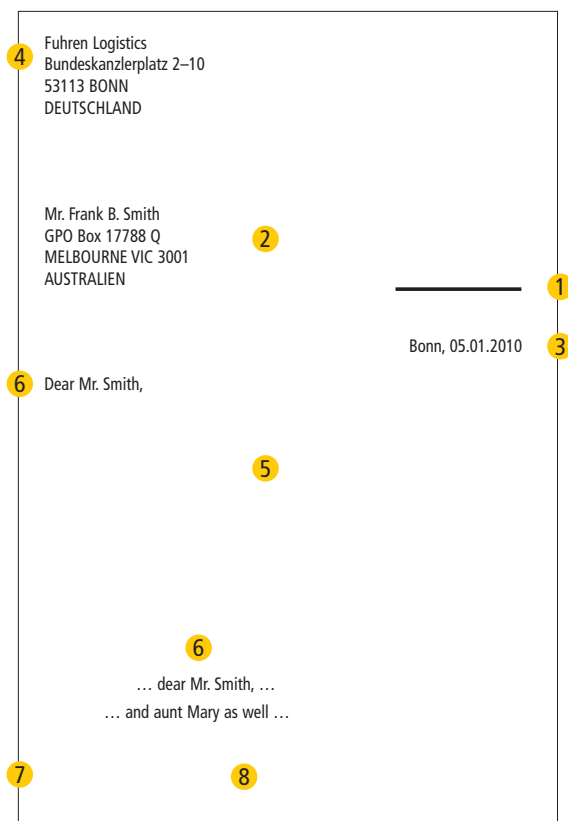 4
Fuhren Logistics
Bundeskanzlerplatz 2–10
53113 BONN
DEUTSCHLAND
Mr. Frank B. Smith
GPO Box 17788 Q
2
MELBOURNE VIC 3001
AUSTRALIEN
1
Bonn, 05.01.2010 3
6 Dear Mr. Smith,
5
6
… dear Mr. Smith, …
… and aunt Mary as well …
7 8